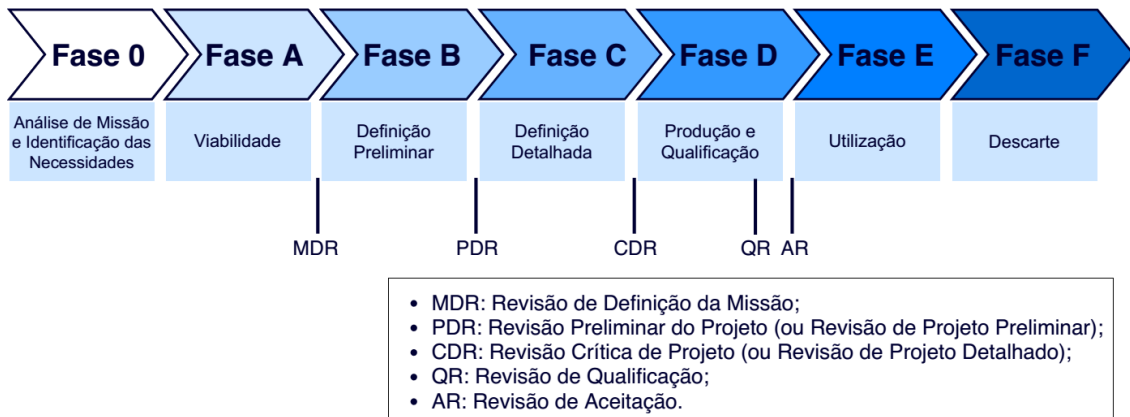 Fase 0 Fase A Fase B Fase C Fase D Fase E Fase F
Análise de Missão
e Identificação das
Necessidades
Viabilidade
Definição
Preliminar
Definição
Detalhada
Produção e
Qualificação
Utilização
Descarte
MDR PDR CDR QR AR
• MDR: Revisão de Definição da Missão;
• PDR: Revisão Preliminar do Projeto (ou Revisão de Projeto Preliminar);
• CDR: Revisão Crítica de Projeto (ou Revisão de Projeto Detalhado);
• QR: Revisão de Qualificação;
• AR: Revisão de Aceitação.